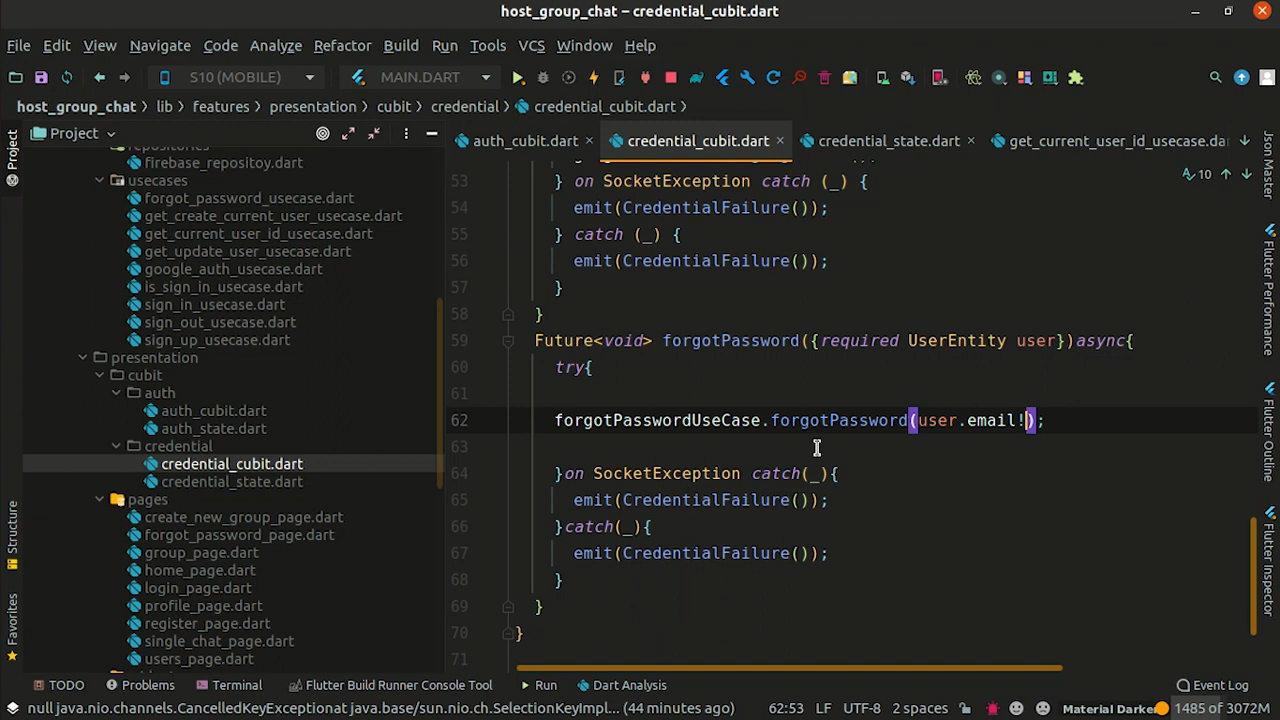 host_group_chat – credential_cubit.dart
File Edit View Navigate Code Analyze Refactor Build Run Tools VCS Window Help
S10 (MOBILE) MAIN.DART
host_group_chat lib features presentation cubit credential credential_cubit.dart
Project
auth_cubit.dart credential_cubit.dart credential_state.dart get_current_user_id_usecase.dart
repositories
firebase_repositoy.dart
usecases
forgot_password_usecase.dart
get_create_current_user_usecase.dart
get_current_user_id_usecase.dart
get_update_user_usecase.dart
google_auth_usecase.dart
is_sign_in_usecase.dart
sign_in_usecase.dart
sign_out_usecase.dart
sign_up_usecase.dart
presentation
cubit
auth
auth_cubit.dart
auth_state.dart
credential
credential_cubit.dart
credential_state.dart
pages
create_new_group_page.dart
forgot_password_page.dart
group_page.dart
home_page.dart
login_page.dart
profile_page.dart
register_page.dart
single_chat_page.dart
users_page.dart
10
53 } on SocketException catch (_) {
54 emit(CredentialFailure());
55 } catch (_) {
56 emit(CredentialFailure());
57 }
58 }
59 Future<void> forgotPassword({required UserEntity user})async{
60 try{
61
62 forgotPasswordUseCase.forgotPassword(user.email!);
63
64 }on SocketException catch(_){
65 emit(CredentialFailure());
66 }catch(_){
67 emit(CredentialFailure());
68 }
69 }
70 }
71
Project
Structure
Favorites
Json Master
Flutter Performance
Flutter Outline
Flutter Inspector
TODO Problems Terminal Flutter Build Runner Console Tool Run Dart Analysis Event Log
null java.nio.channels.CancelledKeyExceptionat java.base/sun.nio.ch.SelectionKeyImpl... (44 minutes ago) 62:53 LF UTF-8 2 spaces Material Darker 1485 of 3072M